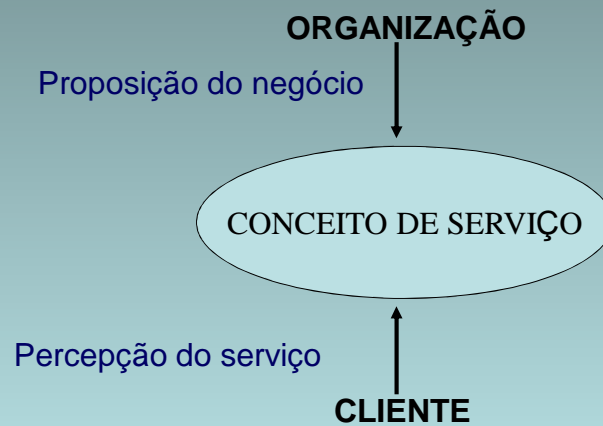 ORGANIZAÇÃO
Proposição do negócio
CONCEITO DE SERVIÇO
Percepção do serviço
CLIENTE